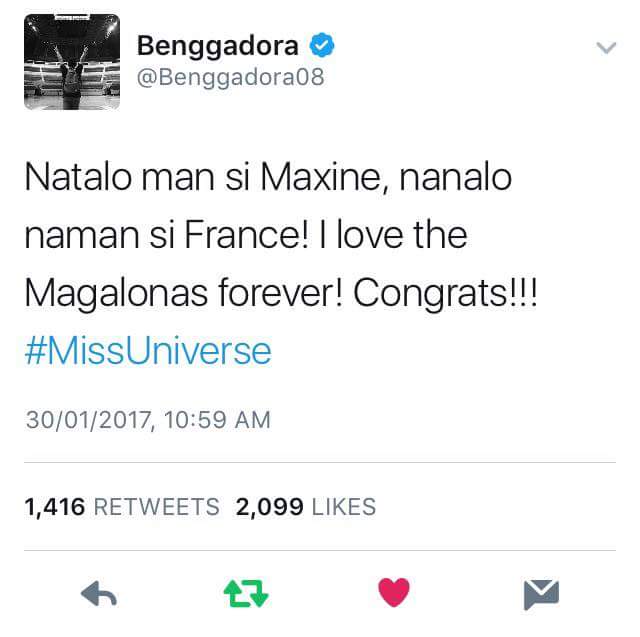 Benggadora
@Benggadora08
Natalo man si Maxine, nanalo
naman si France! I love the
Magalonas forever! Congrats!!!
#MissUniverse
30/01/2017, 10:59 AM
1,416 RETWEETS 2,099 LIKES